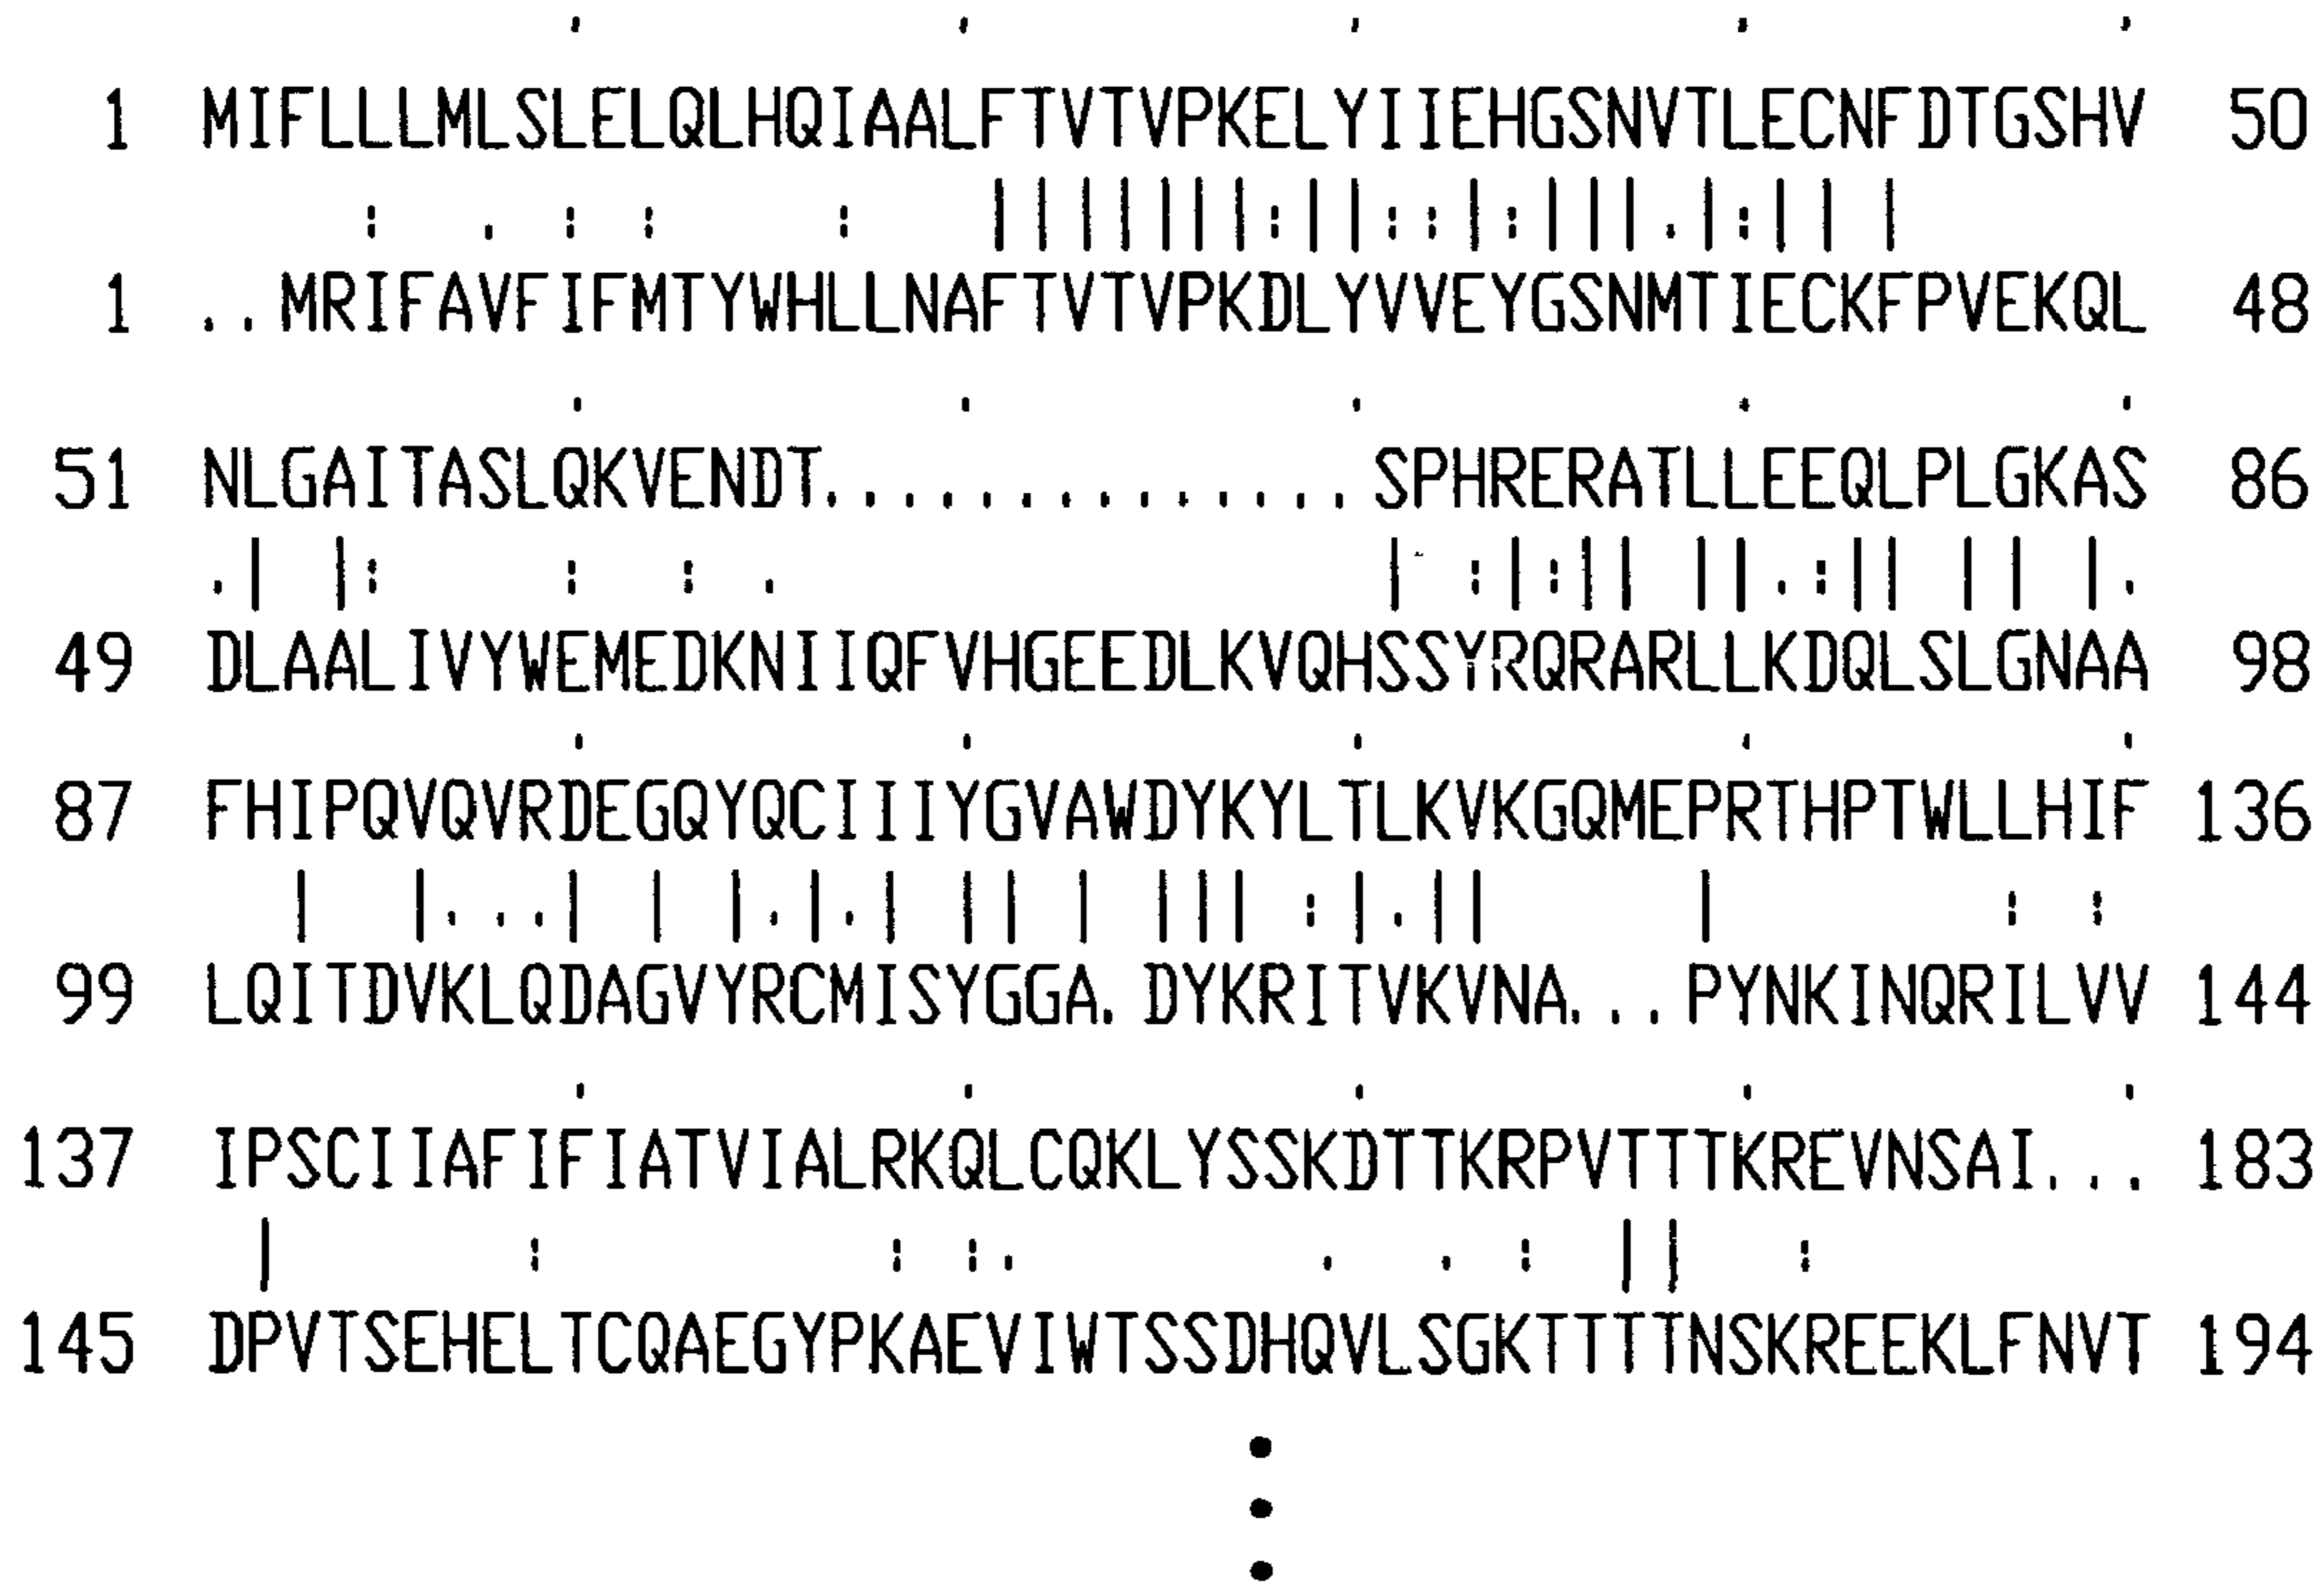 1 MIFLLLMLSLELQLHQIAALFTVTVPKELYIIEHGSNVTLECNFDTGSHV 50
1 ..MRIFAVFIFMTYWHLLNAFTVTVPKDLYVVEYGSNMTIECKFPVEKQL 48
51 NLGAITASLQKVENDT..............SPHRERATLLEEQLPLGKAS 86
49 DLAALIVYWEMEDKNIIQFVHGEEDLKVQHSSYRQRARLLKDQLSLGNAA 98
87 FHIPQVQVRDEGQYQCIIIYGVAWDYKYLTLKVKGQMEPRTHPTWLLHIF 136
99 LQITDVKLQDAGVYRCMISYGGA.DYKRITVKVNA...PYNKINQRILVV 144
137 IPSCIIAFIFIATVIALRKQLCQKLYSSKDTTKRPVTTTKREVNSAI... 183
145 DPVTSEHELTCQAEGYPKAEVIWTSSDHQVLSGKTTTTNSKREEKLFNVT 194